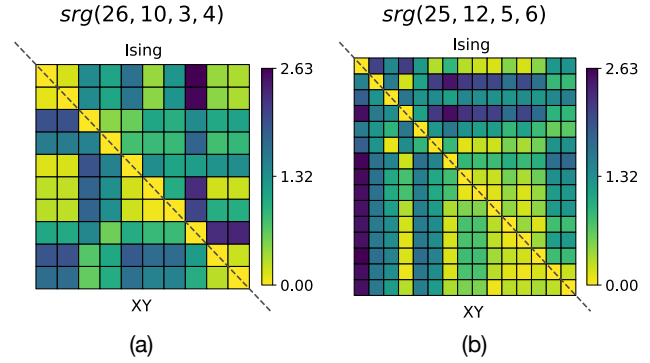 srg(26, 10, 3, 4)
Ising
2.63
1.32
0.00
XY
(a)
srg(25, 12, 5, 6)
Ising
2.63
1.32
0.00
XY
(b)